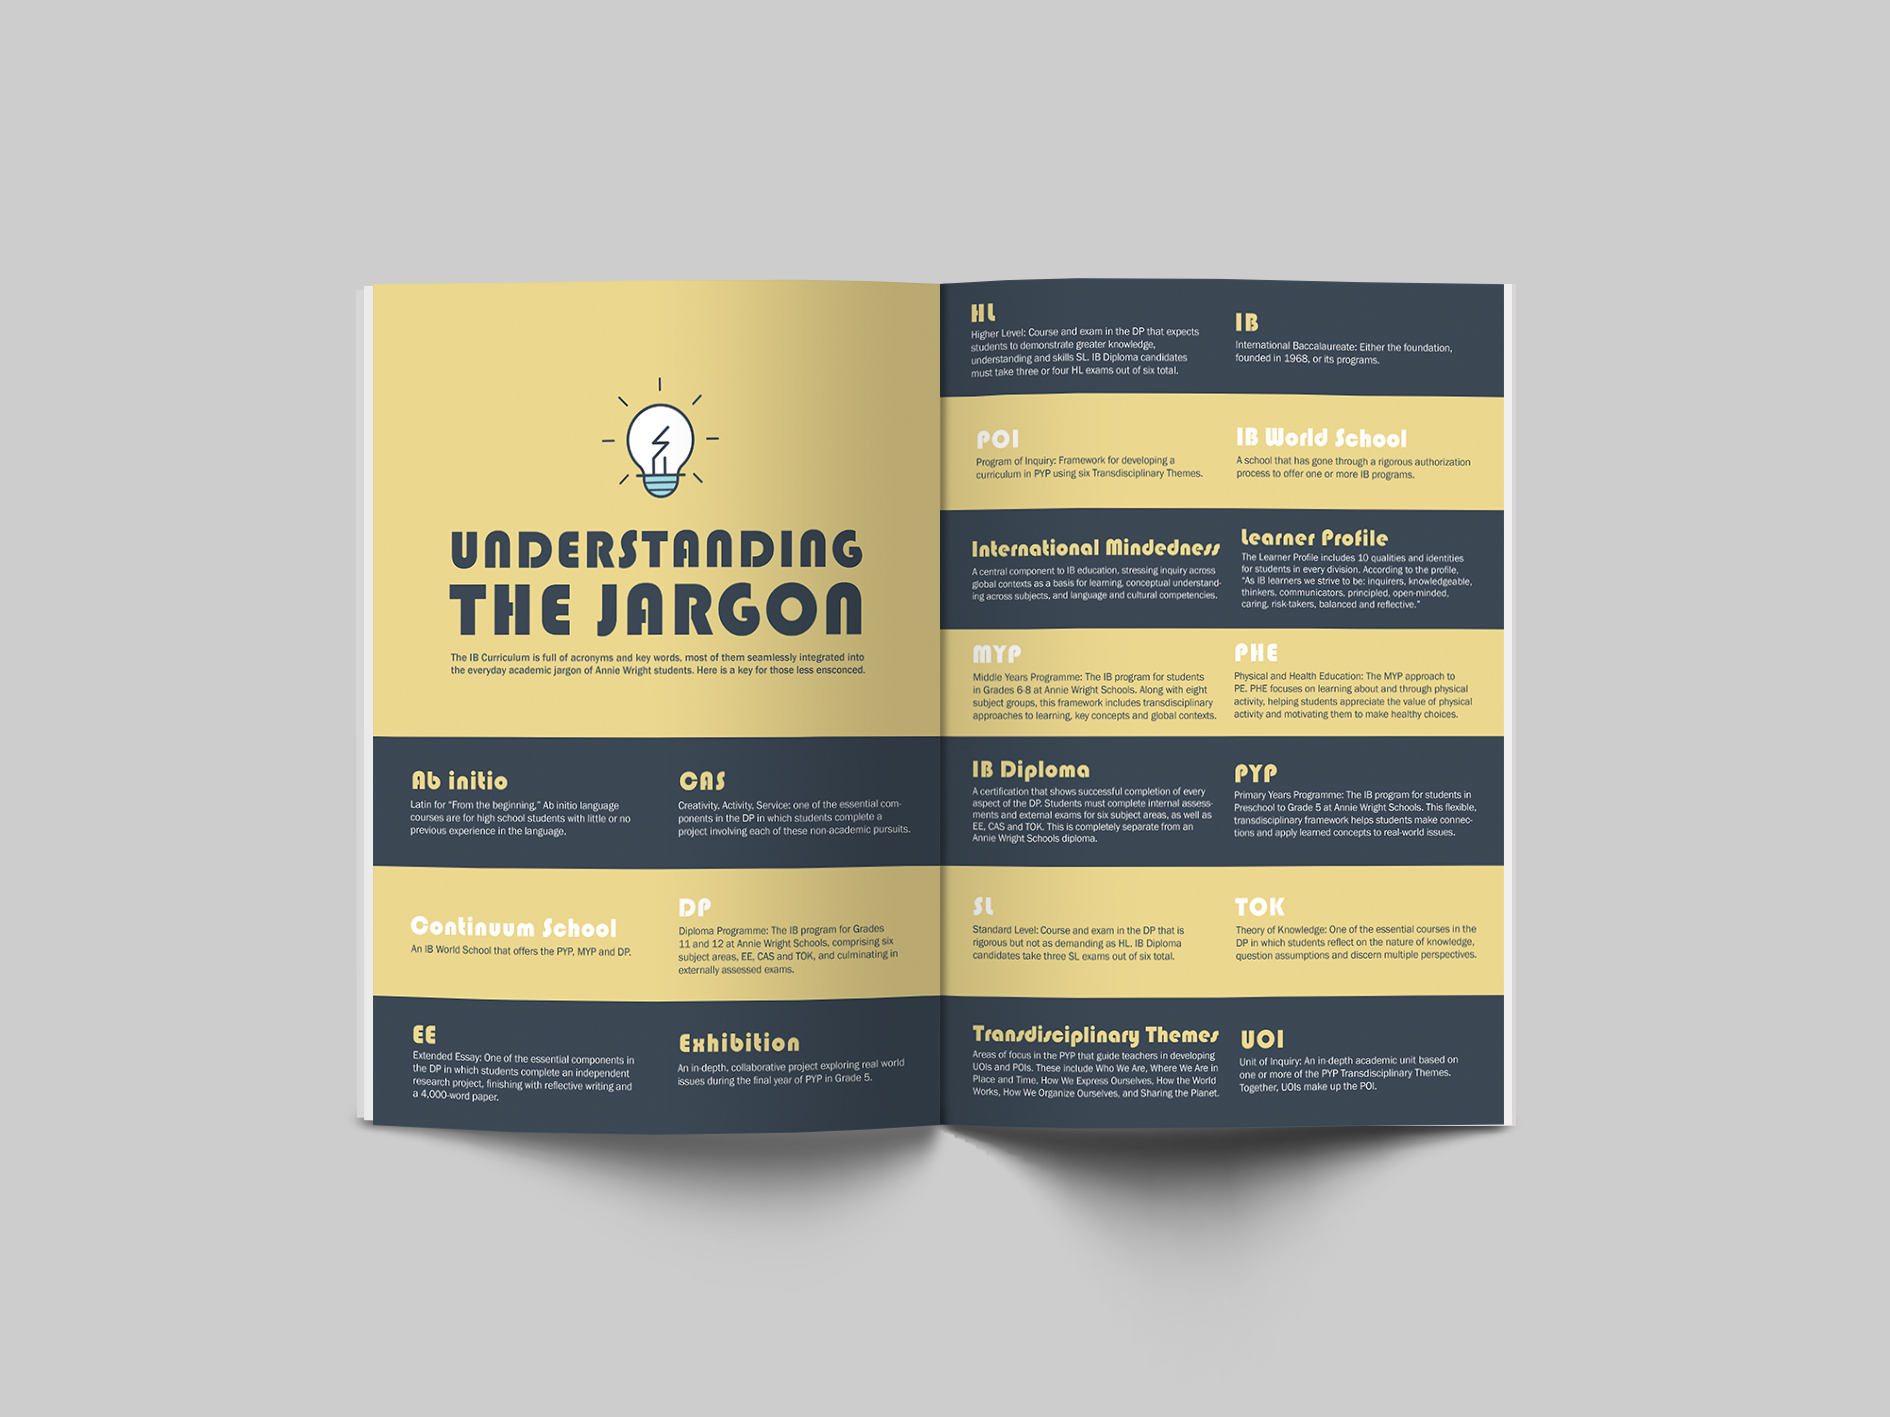 UNDERSTANDING
THE JARGON
The IB Curriculum is full of acronyms and key words, most of them seamlessly integrated into
the everyday academic jargon of Annie Wright students. Here is a key for those less ensconced.
Ab initio
Latin for “From the beginning,” Ab initio language
courses are for high school students with little or no
previous experience in the language.
CAS
Creativity, Activity, Service: one of the essential com-
ponents in the DP in which students complete a
project involving each of these non-academic pursuits.
Continuum School
An IB World School that offers the PYP, MYP and DP.
DP
Diploma Programme: The IB program for Grades
11 and 12 at Annie Wright Schools, comprising six
subject areas, EE, CAS and TOK, and culminating in
externally assessed exams.
EE
Extended Essay: One of the essential components in
the DP in which students complete an independent
research project, finishing with reflective writing and
a 4,000-word paper.
Exhibition
An in-depth, collaborative project exploring real world
issues during the final year of PYP in Grade 5.
HL
Higher Level: Course and exam in the DP that expects
students to demonstrate greater knowledge,
understanding and skills SL. IB Diploma candidates
must take three or four HL exams out of six total.
IB
International Baccalaureate: Either the foundation,
founded in 1968, or its programs.
POI
Program of Inquiry: Framework for developing a
curriculum in PYP using six Transdisciplinary Themes.
IB World School
A school that has gone through a rigorous authorization
process to offer one or more IB programs.
International Mindedness
A central component to IB education, stressing inquiry across
global contexts as a basis for learning, conceptual understand-
ing across subjects, and language and cultural competencies.
Learner Profile
The Learner Profile includes 10 qualities and identities
for students in every division. According to the profile,
“As IB learners we strive to be: inquirers, knowledgeable,
thinkers, communicators, principled, open-minded,
caring, risk-takers, balanced and reflective.”
MYP
Middle Years Programme: The IB program for students
in Grades 6-8 at Annie Wright Schools. Along with eight
subject groups, this framework includes transdisciplinary
approaches to learning, key concepts and global contexts.
PHE
Physical and Health Education: The MYP approach to
PE. PHE focuses on learning about and through physical
activity, helping students appreciate the value of physical
activity and motivating them to make healthy choices.
IB Diploma
A certification that shows successful completion of every
aspect of the DP. Students must complete internal assess-
ments and external exams for six subject areas, as well as
EE, CAS and TOK. This is completely separate from an
Annie Wright Schools diploma.
PYP
Primary Years Programme: The IB program for students in
Preschool to Grade 5 at Annie Wright Schools. This flexible,
transdisciplinary framework helps students make connec-
tions and apply learned concepts to real-world issues.
SL
Standard Level: Course and exam in the DP that is
rigorous but not as demanding as HL. IB Diploma
candidates take three SL exams out of six total.
TOK
Theory of Knowledge: One of the essential courses in the
DP in which students reflect on the nature of knowledge,
question assumptions and discern multiple perspectives.
Transdisciplinary Themes
Areas of focus in the PYP that guide teachers in developing
UOIs and POIs. These include Who We Are, Where We Are in
Place and Time, How We Express Ourselves, How the World
Works, How We Organize Ourselves, and Sharing the Planet.
UOI
Unit of Inquiry: An in-depth academic unit based on
one or more of the PYP Transdisciplinary Themes.
Together, UOIs make up the POI.